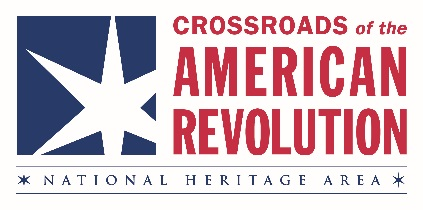 CROSSROADS of the
AMERICAN
REVOLUTION
NATIONAL HERITAGE AREA